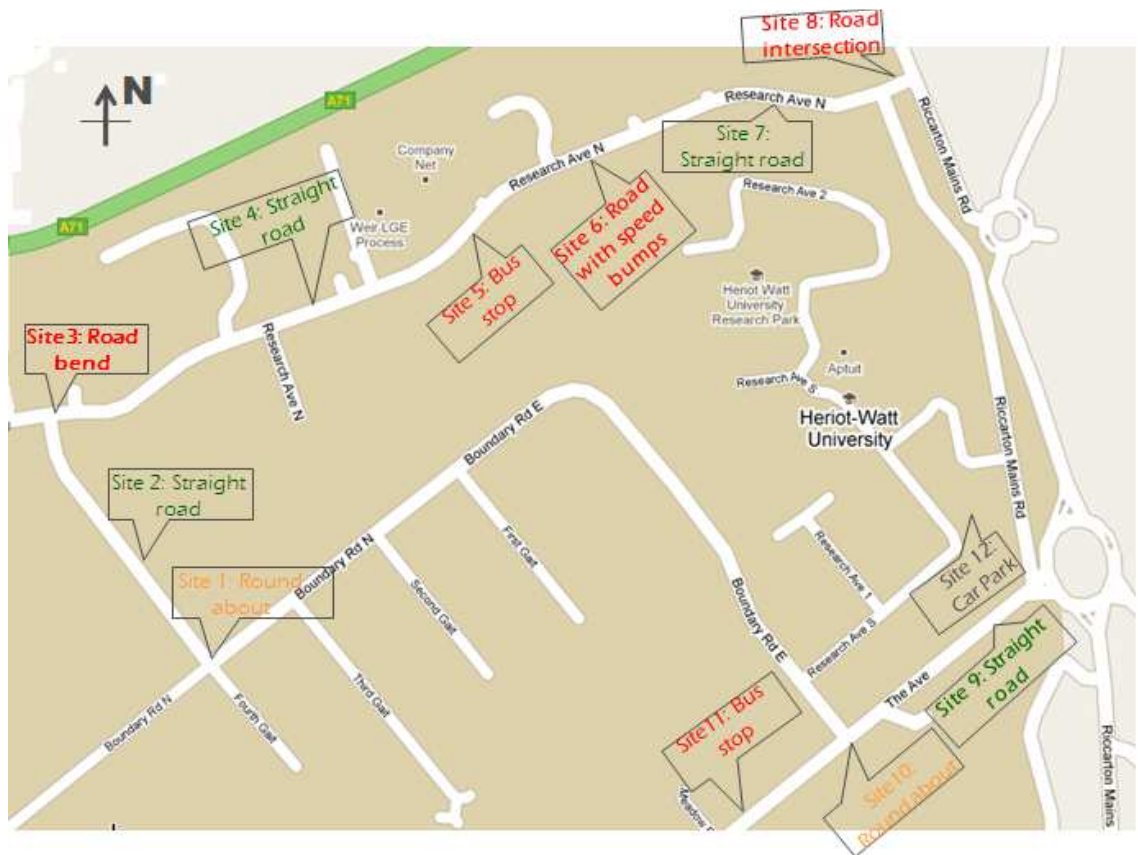 Site 8: Road
intersection
N
A71
Research Ave N
Site 7:
Straight road
Riccarton Mains Rd
Company
Net
Research Ave N
Site 4: Straight
road
Weir LGE
Process
A71
Research Ave 2
Site 6: Road
with speed
bumps
Site 5: Bus
stop
Heriot Watt
University
Research Park
Site3: Road
bend
Research Ave N
Aptuit
Research Ave S
Heriot-Watt
University
Riccarton Mains Rd
Boundary Rd E
Site 2: Straight
road
First Gait
Boundary Rd N
Second Gait
Site 1: Round
about
Research Ave 1
Site 12:
Car Park
Boundary Rd E
Research Ave S
Third Gait
Fourth Gait
Boundary Rd N
The Ave
Site 9: Straight
road
Site11: Bus
stop
Site10:
Round about
Meadow
Riccarton Mains